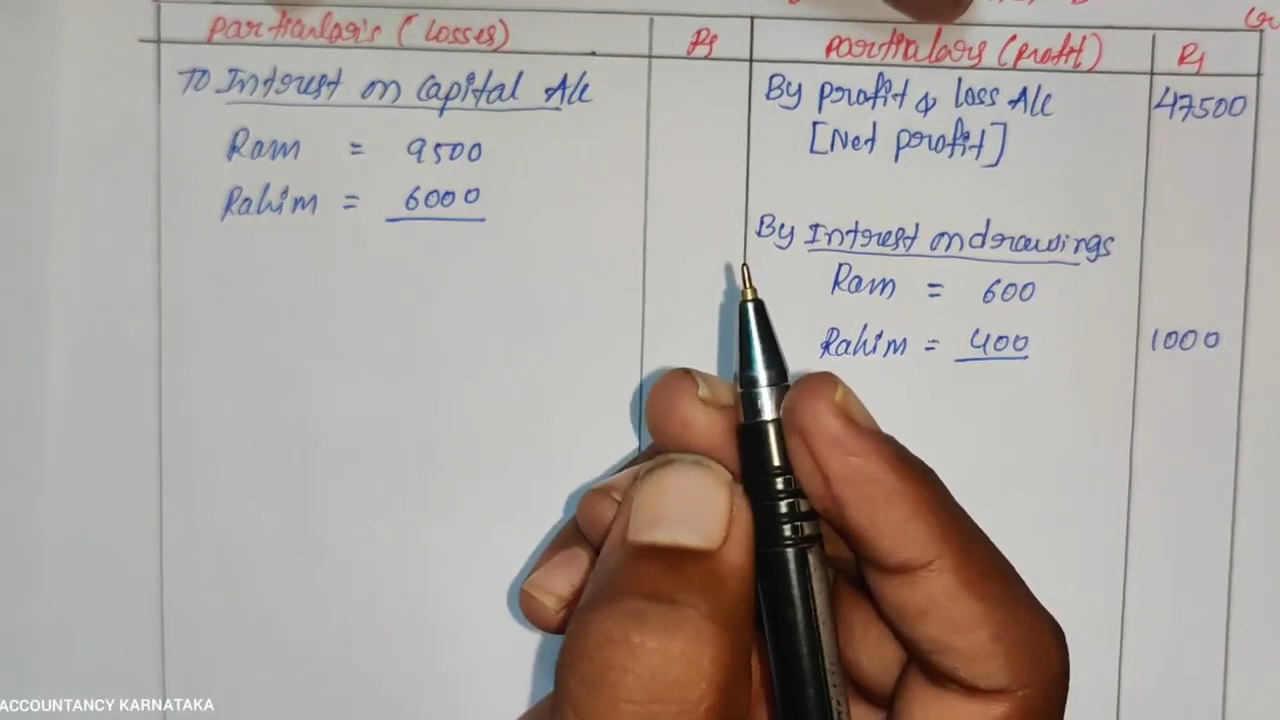 Particulars (Losses)
Rs
Particulars (profit)
Rs
To Interest on Capital A/c
Ram = 9500
Rahim = 6000
By profit & loss A/c
47500
[Net profit]
By Interest on drawings
Ram = 600
Rahim = 400
1000
ACCOUNTANCY KARNATAKA